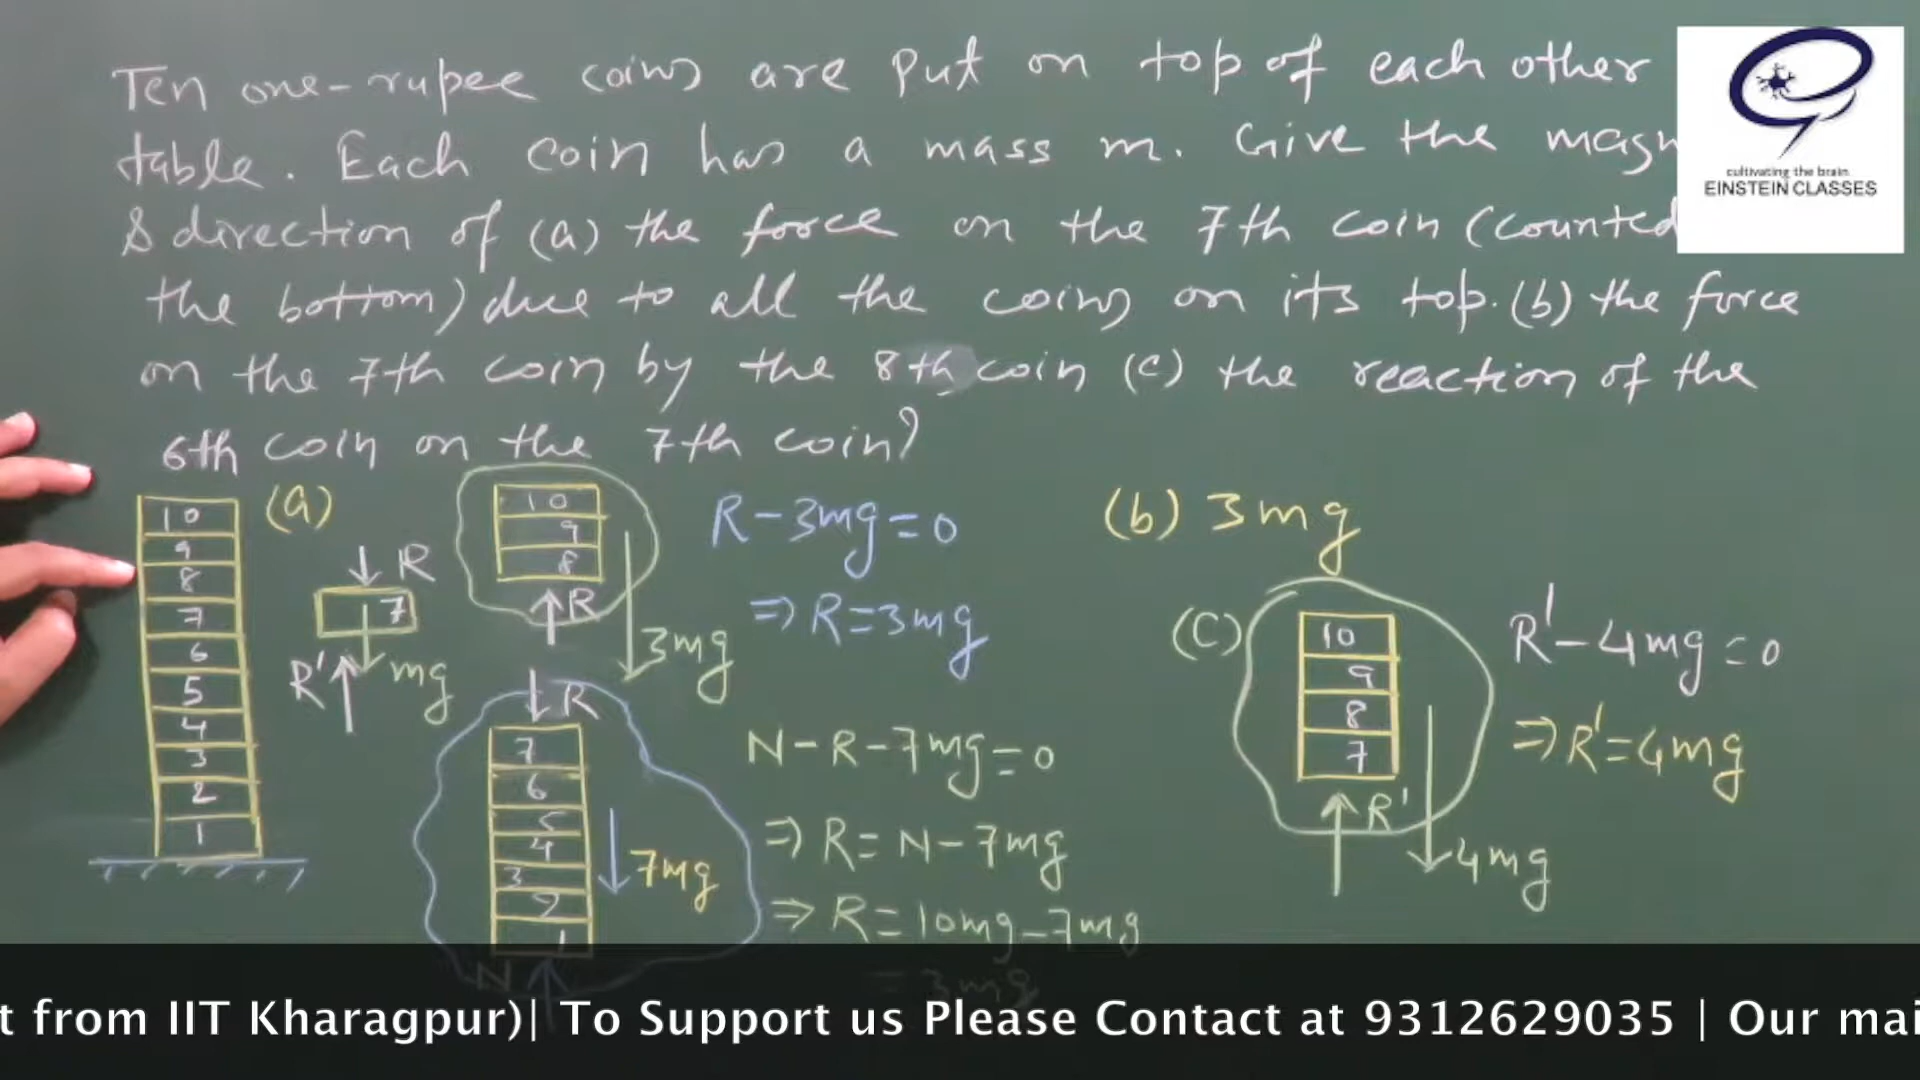 Ten one-rupee coins are put on top of each other
table. Each coin has a mass m. Give the magn
& direction of (a) the force on the 7th coin (counted
the bottom) due to all the coins on its top. (b) the force
on the 7th coin by the 8th coin (c) the reaction of the
6th coin on the 7th coin?
cultivating the brain
EINSTEIN CLASSES
10
9
8
7
6
5
4
3
2
1
(a)
R
7
R' mg
10
9
8
R
3mg
R-3mg=0
⇒ R=3mg
R
7
6
5
4
3
2
1
N
7mg
N-R-7mg=0
⇒ R=N-7mg
⇒ R=10mg-7mg
=3mg
(b) 3mg
(C)
10
9
8
7
R'
4mg
R'-4mg=0
⇒R'=4mg
t from IIT Kharagpur)| To Support us Please Contact at 9312629035 | Our mai